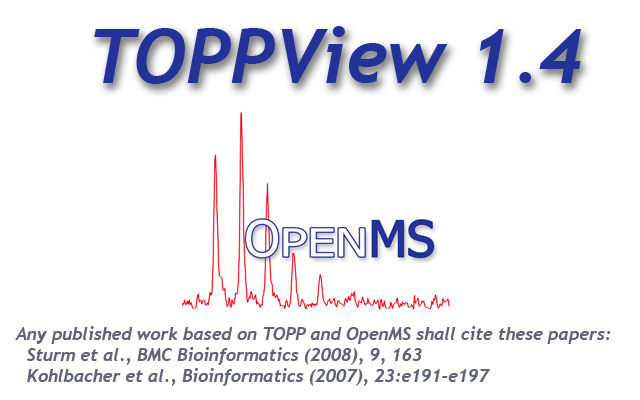 TOPPView 1.4
OPENMS
Any published work based on TOPP and OpenMS shall cite these papers:
Sturm et al., BMC Bioinformatics (2008), 9, 163
Kohlbacher et al., Bioinformatics (2007), 23:e191-e197